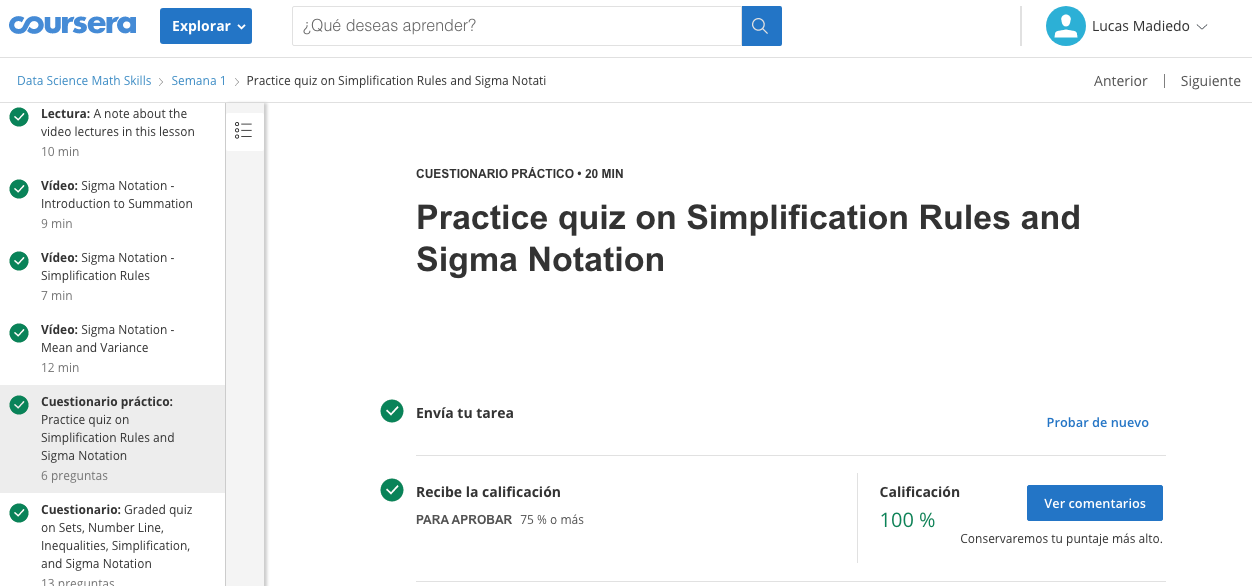 coursera
Explorar
¿Qué deseas aprender?
Lucas Madiedo
Data Science Math Skills
Semana 1
Practice quiz on Simplification Rules and Sigma Notati
Anterior
Siguiente
Lectura: A note about the
video lectures in this lesson
10 min
Vídeo: Sigma Notation -
Introduction to Summation
9 min
Vídeo: Sigma Notation -
Simplification Rules
7 min
Vídeo: Sigma Notation -
Mean and Variance
12 min
Cuestionario práctico:
Practice quiz on
Simplification Rules and
Sigma Notation
6 preguntas
Cuestionario: Graded quiz
on Sets, Number Line,
Inequalities, Simplification,
and Sigma Notation
13 preguntas
CUESTIONARIO PRÁCTICO • 20 MIN
Practice quiz on Simplification Rules and
Sigma Notation
Envía tu tarea
Probar de nuevo
Recibe la calificación
PARA APROBAR 75 % o más
Calificación
100 %
Ver comentarios
Conservaremos tu puntaje más alto.